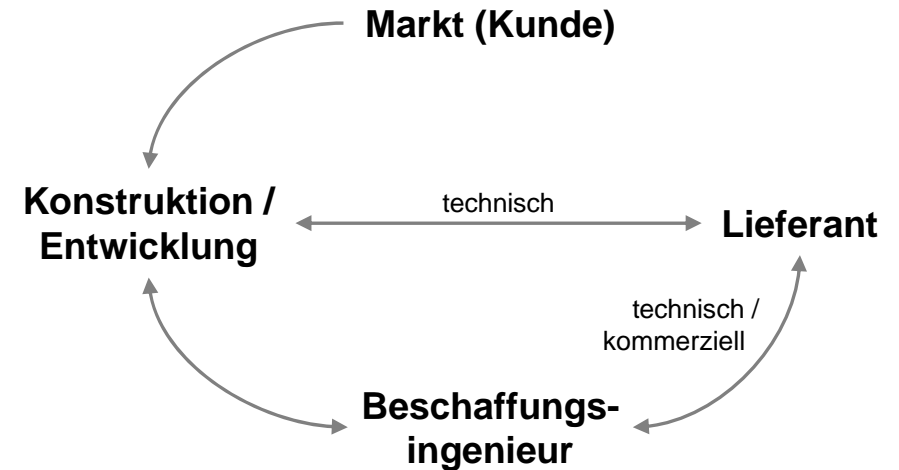 Markt (Kunde)
Konstruktion /
Entwicklung
technisch
Lieferant
technisch /
kommerziell
Beschaffungs-
ingenieur